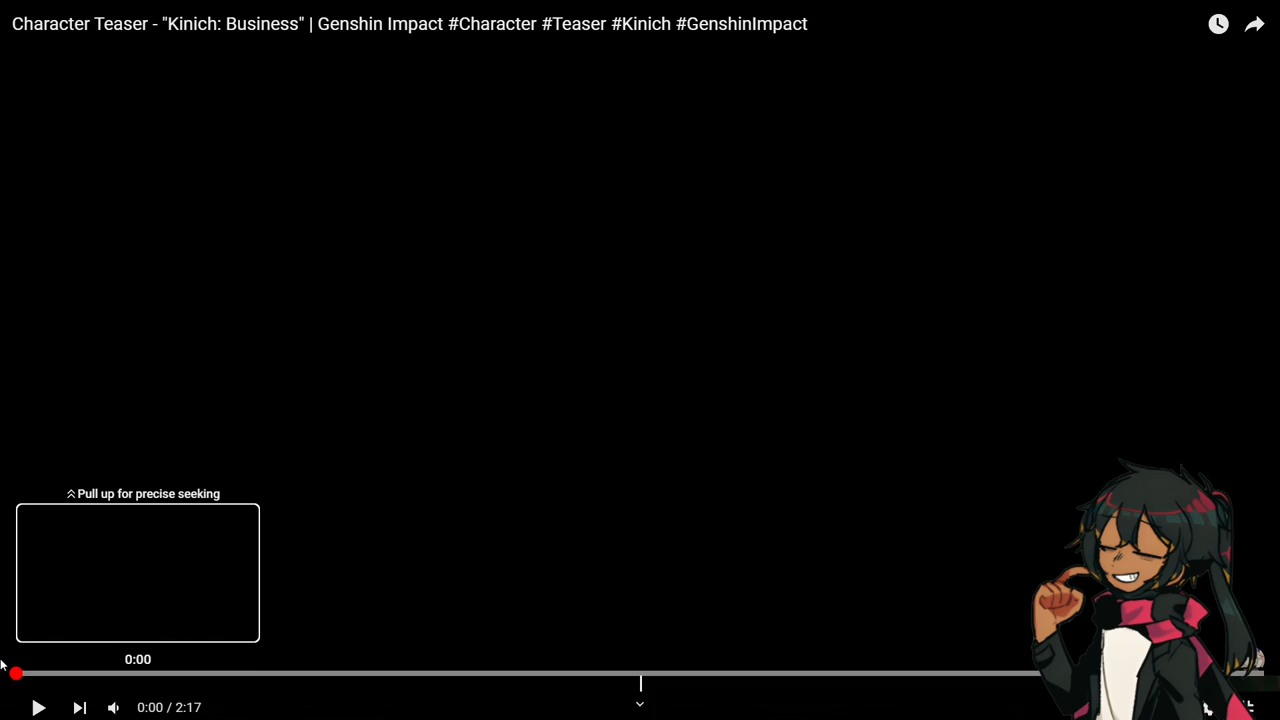 Character Teaser - "Kinich: Business" | Genshin Impact #Character #Teaser #Kinich #GenshinImpact
Pull up for precise seeking
0:00
0:00 / 2:17